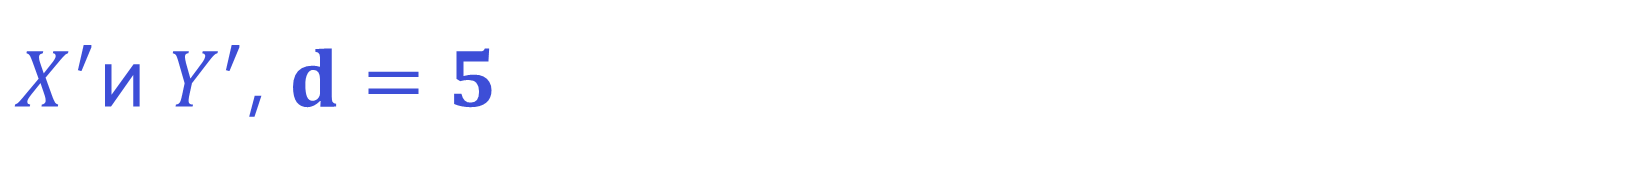 X′ и Y′, d = 5